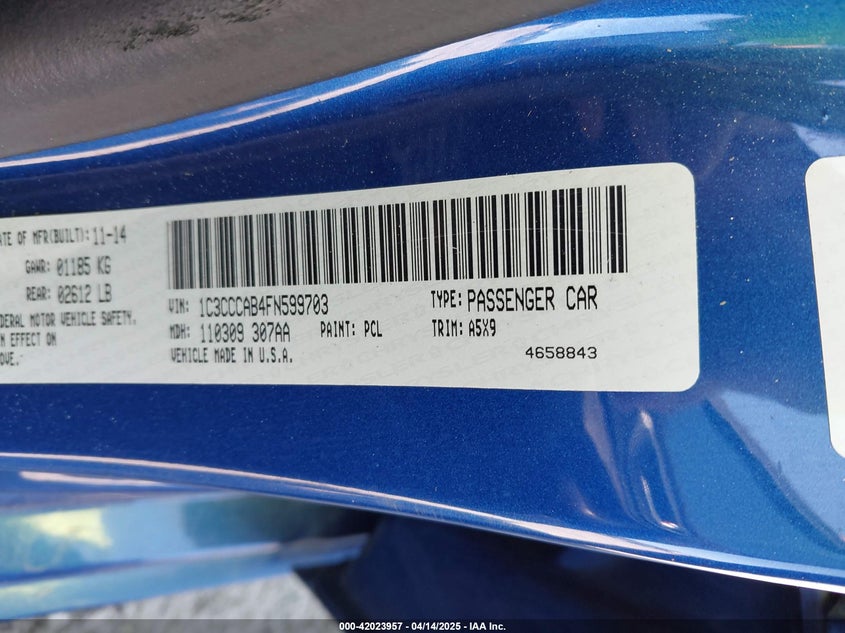 ATE OF MFR(BUILT): 11-14
GAWR: 01185 KG
REAR: 02612 LB
DERAL MOTOR VEHICLE SAFETY.
IN EFFECT ON
OVE.
VIN: 1C3CCCAB4FN599703
TYPE: PASSENGER CAR
MDH: 110309 307AA
PAINT: PCL
TRIM: A5X9
VEHICLE MADE IN U.S.A.
4658843
000-42023957 - 04/14/2025 - IAA Inc.